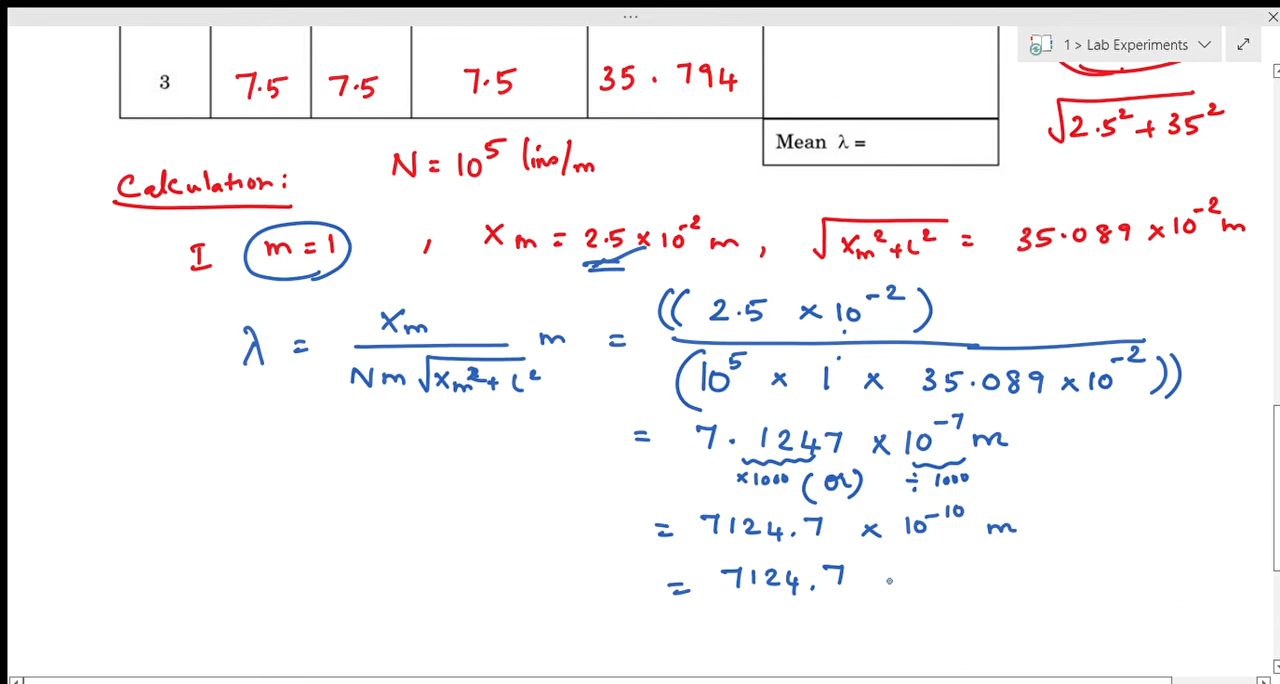 ...
1 > Lab Experiments
3 7.5 7.5 7.5 35.794
√2.5²+35²
Mean λ =
N = 10⁵ lines/m
Calculation:
I m=1, Xm = 2.5×10⁻² m, √Xm²+L² = 35.089×10⁻² m
λ = Xm / Nm √Xm²+L² m = ((2.5 × 10⁻²) / (10⁵ × 1 × 35.089×10⁻²))
= 7.1247 × 10⁻⁷ m
×1000 (or) ÷1000
= 7124.7 × 10⁻¹⁰ m
= 7124.7